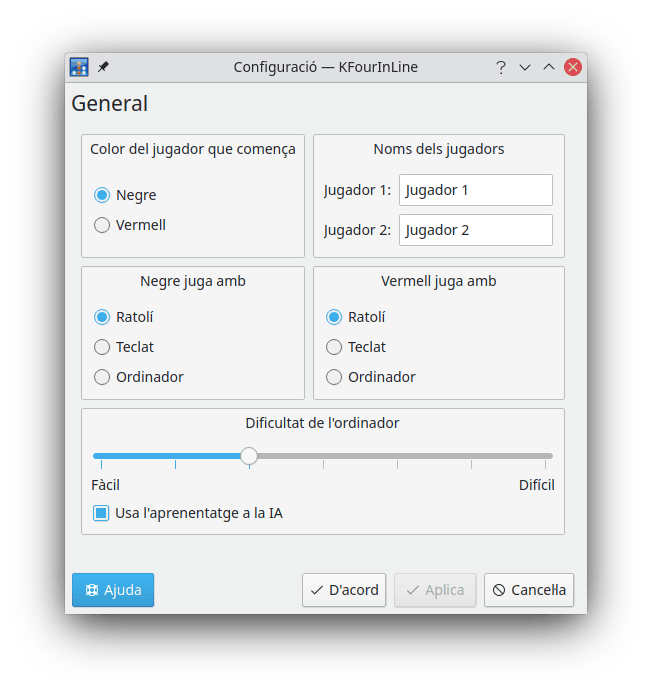 Configuració — KFourInLine
General
Color del jugador que comença
Negre
Vermell
Noms dels jugadors
Jugador 1: Jugador 1
Jugador 2: Jugador 2
Negre juga amb
Ratolí
Teclat
Ordinador
Vermell juga amb
Ratolí
Teclat
Ordinador
Dificultat de l'ordinador
Fàcil Difícil
Usa l'aprenentatge a la IA
Ajuda D'acord Aplica Cancel·la